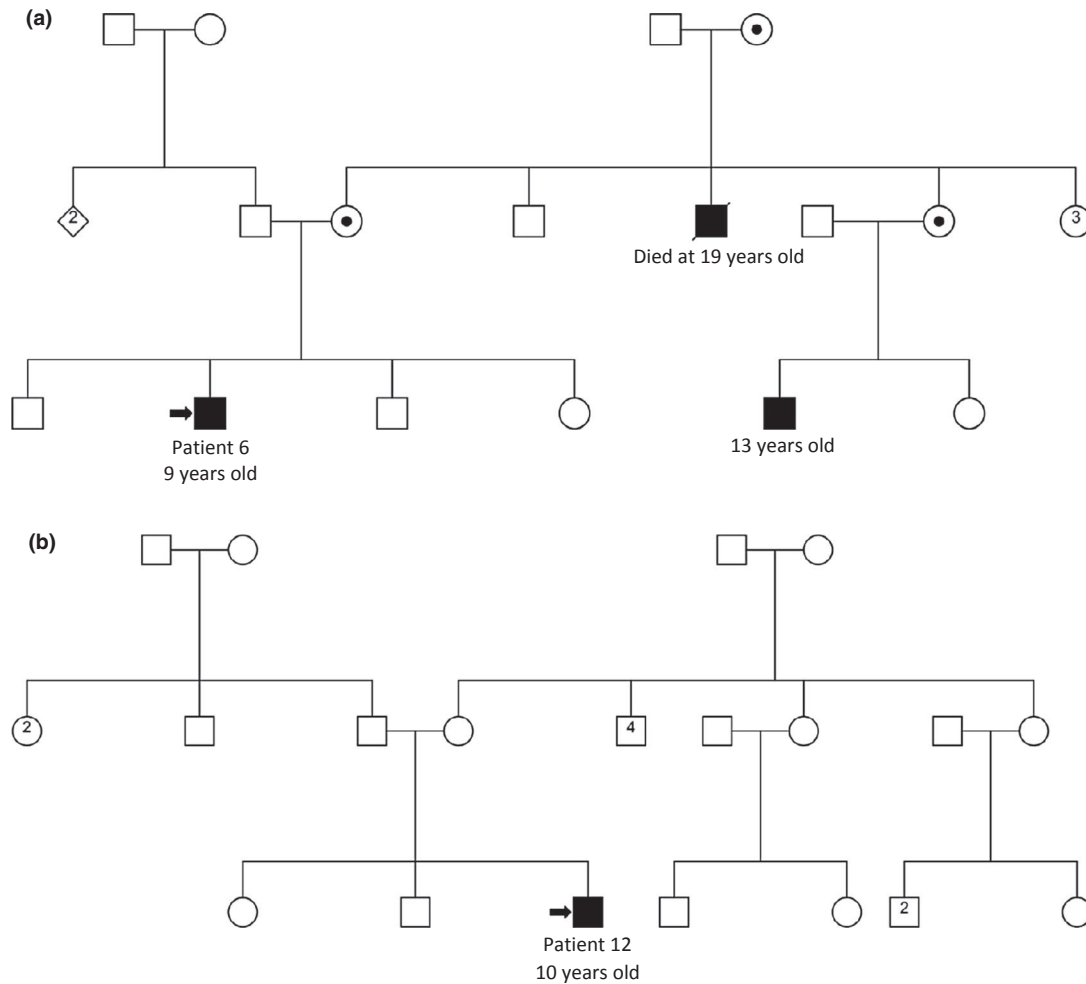 (a)
2
3
Died at 19 years old
Patient 6
9 years old
13 years old
(b)
2
4
2
Patient 12
10 years old